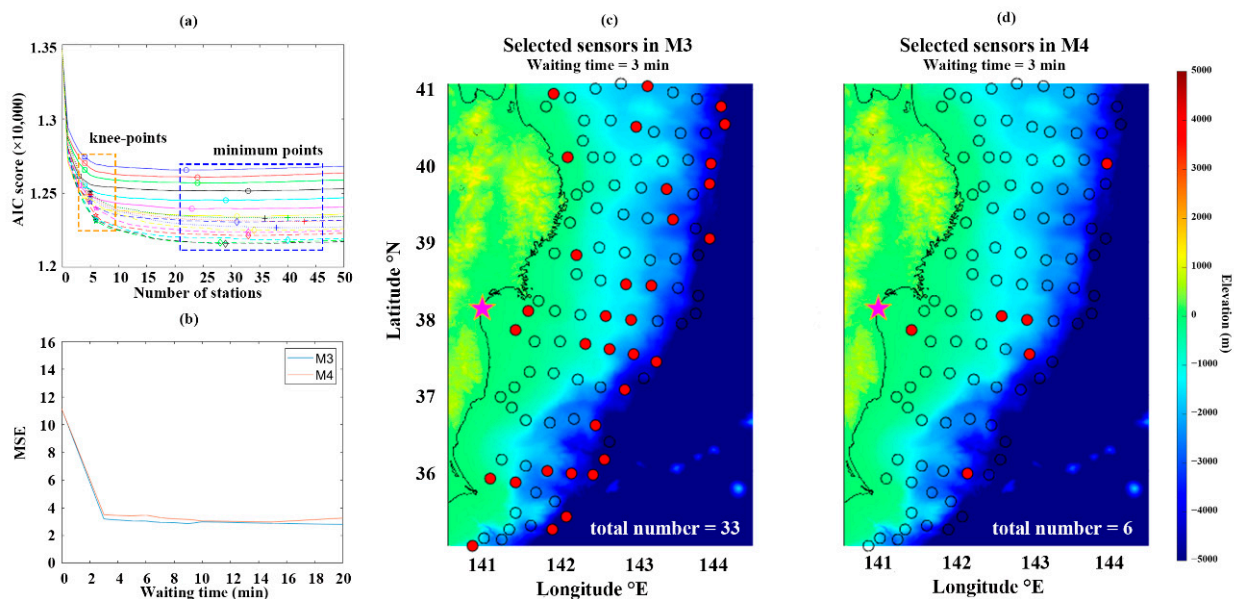 (a)
AIC score (×10,000)
1.35
1.3
1.25
1.2
knee-points
minimum points
0 5 10 15 20 25 30 35 40 45 50
Number of stations
(b)
MSE
16
14
12
10
8
6
4
2
0
M3
M4
0 2 4 6 8 10 12 14 16 18 20
Waiting time (min)
(c)
Selected sensors in M3
Waiting time = 3 min
Latitude °N
41
40
39
38
37
36
total number = 33
141 142 143 144
Longitude °E
(d)
Selected sensors in M4
Waiting time = 3 min
total number = 6
141 142 143 144
Longitude °E
5000
4000
3000
2000
1000
0
−1000
−2000
−3000
−4000
−5000
Elevation (m)